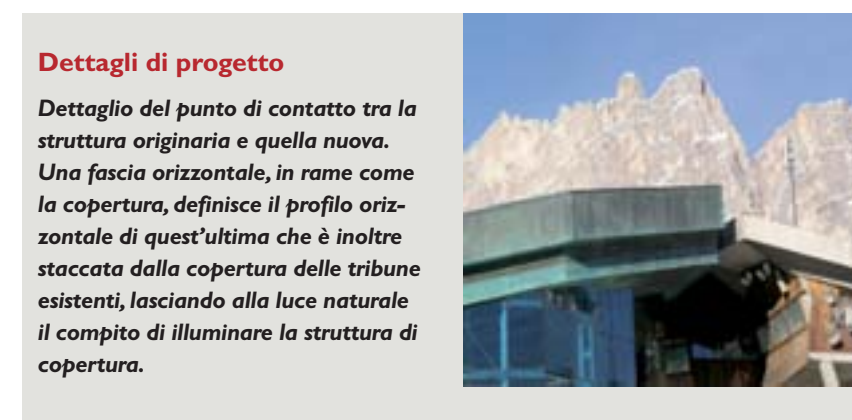 Dettagli di progetto
Dettaglio del punto di contatto tra la
struttura originaria e quella nuova.
Una fascia orizzontale, in rame come
la copertura, definisce il profilo oriz-
zontale di quest'ultima che è inoltre
staccata dalla copertura delle tribune
esistenti, lasciando alla luce naturale
il compito di illuminare la struttura di
copertura.